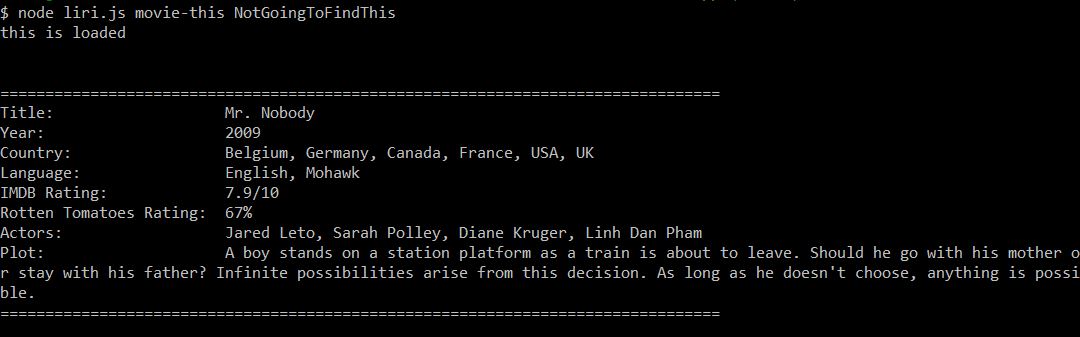 $ node liri.js movie-this NotGoingToFindThis
this is loaded
================================================================================
Title: Mr. Nobody
Year: 2009
Country: Belgium, Germany, Canada, France, USA, UK
Language: English, Mohawk
IMDB Rating: 7.9/10
Rotten Tomatoes Rating: 67%
Actors: Jared Leto, Sarah Polley, Diane Kruger, Linh Dan Pham
Plot: A boy stands on a station platform as a train is about to leave. Should he go with his mother o
r stay with his father? Infinite possibilities arise from this decision. As long as he doesn't choose, anything is possi
ble.
================================================================================